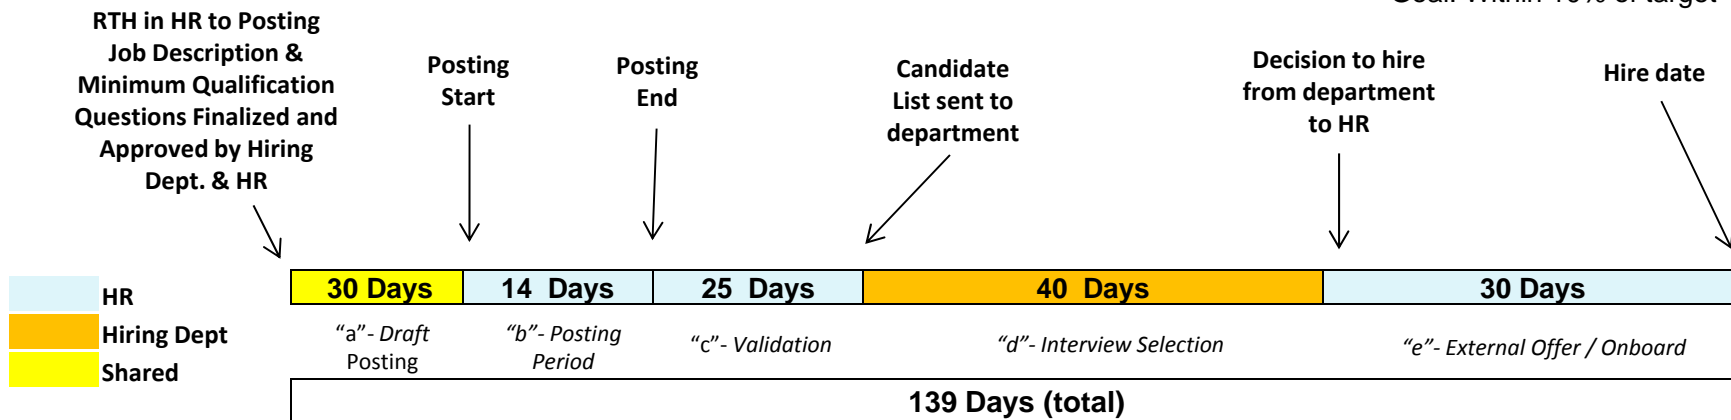 Goal: Within 10% of target
RTH in HR to Posting
Job Description &
Minimum Qualification
Questions Finalized and
Approved by Hiring
Dept. & HR
Posting
Start
Posting
End
Candidate
List sent to
department
Decision to hire
from department
to HR
Hire date
HR
Hiring Dept
Shared
30 Days
14 Days
25 Days
40 Days
30 Days
“a”- Draft
Posting
“b”- Posting
Period
“c”- Validation
“d”- Interview Selection
“e”- External Offer / Onboard
139 Days (total)